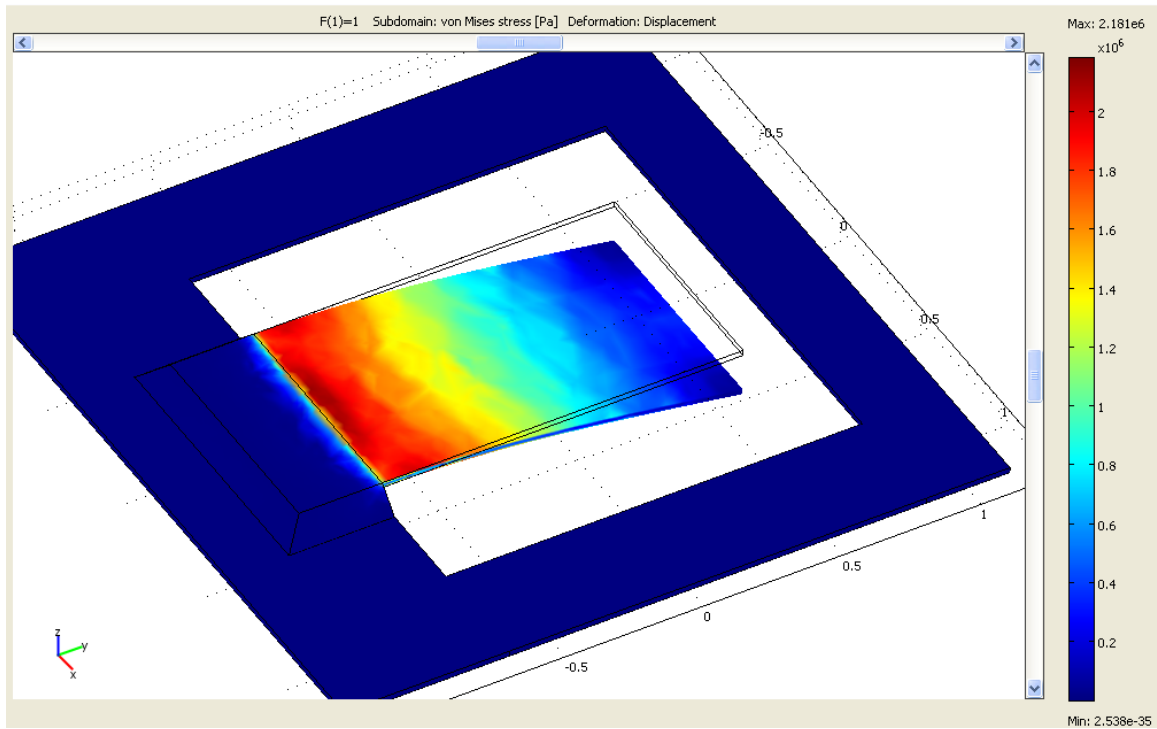 F(1)=1 Subdomain: von Mises stress [Pa] Deformation: Displacement
Max: 2.181e6
x10^6
2
1.8
1.6
1.4
1.2
1
0.8
0.6
0.4
0.2
Min: 2.538e-35
-0.5
0
0.5
1
1
0.5
0
-0.5
z
y
x